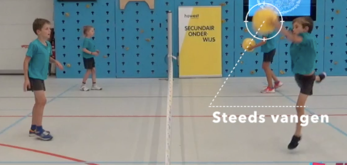 SECUNDAIR
ONDER
WIJS
Steeds vangen